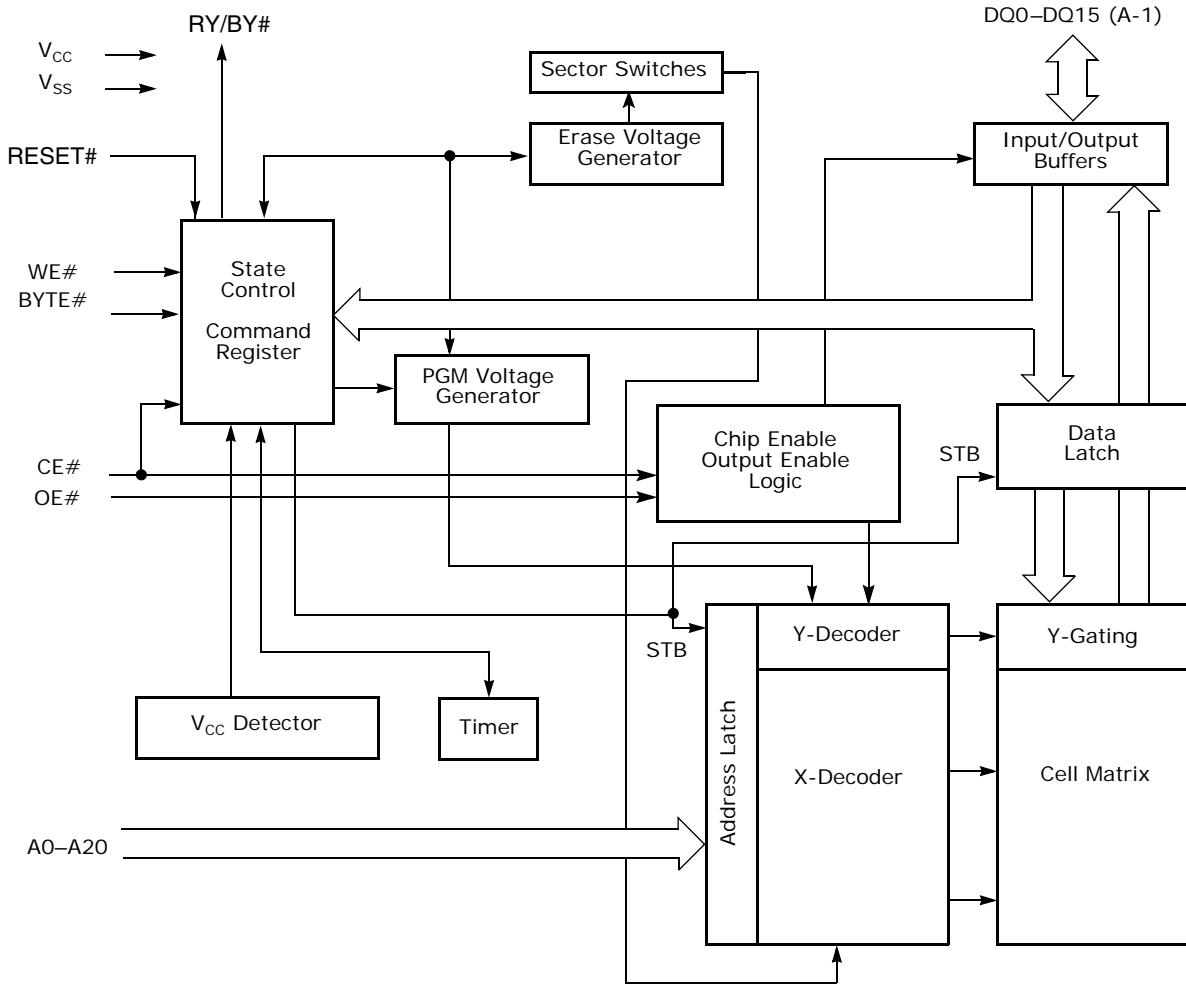 RY/BY#
DQ0–DQ15 (A-1)
VCC
VSS
Sector Switches
Erase Voltage
Generator
Input/Output
Buffers
RESET#
WE#
BYTE#
State
Control
Command
Register
PGM Voltage
Generator
Chip Enable
Output Enable
Logic
STB
Data
Latch
CE#
OE#
STB
Y-Decoder
Y-Gating
VCC Detector
Timer
Address Latch
X-Decoder
Cell Matrix
A0–A20